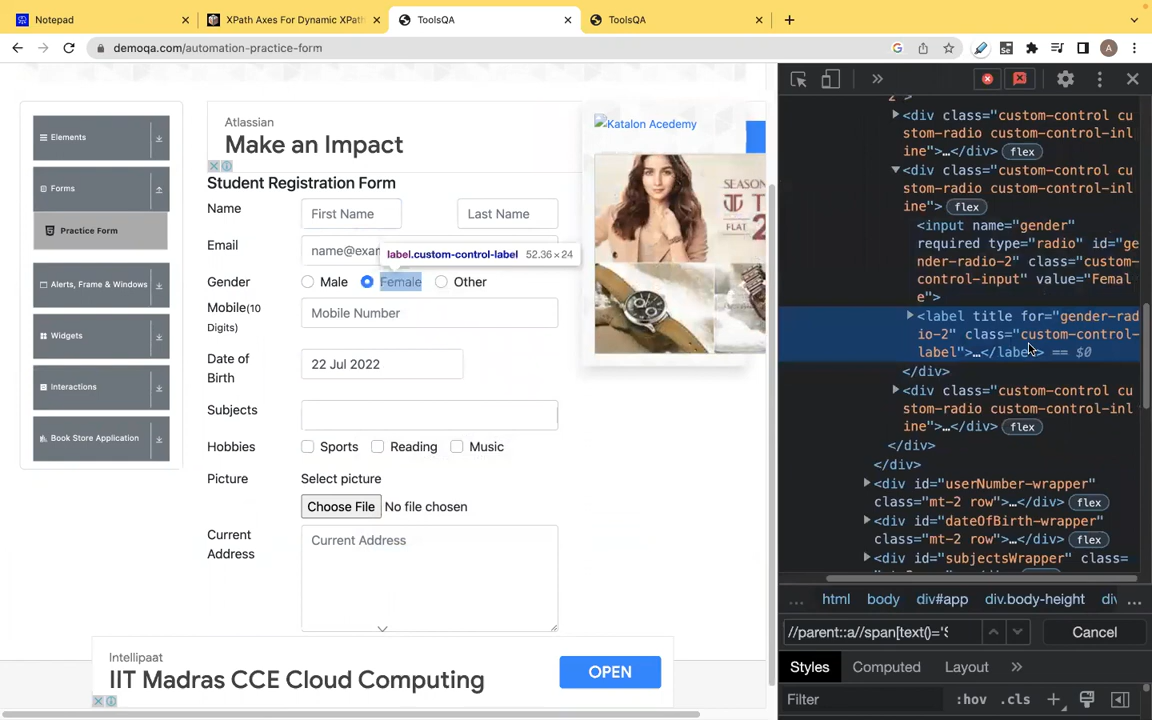 Notepad
XPath Axes For Dynamic XPath
ToolsQA
ToolsQA
demoqa.com/automation-practice-form
A
Elements
Forms
Practice Form
Alerts, Frame & Windows
Widgets
Interactions
Book Store Application
Atlassian
Make an Impact
Katalon Acedemy
SEASON
Student Registration Form
Name
First Name
Last Name
Email
name@exam
label.custom-control-label 52.36×24
Gender
Male
Female
Other
Mobile(10
Digits)
Mobile Number
Date of
Birth
22 Jul 2022
Subjects
Hobbies
Sports
Reading
Music
Picture
Select picture
Choose File No file chosen
Current
Address
Current Address
Intellipaat
IIT Madras CCE Cloud Computing
OPEN
2">
<div class="custom-control cu
stom-radio custom-control-inl
ine">…</div> flex
<div class="custom-control cu
stom-radio custom-control-inl
ine"> flex
<input name="gender"
required type="radio" id="ge
nder-radio-2" class="custom-
control-input" value="Femal
e">
<label title for="gender-rad
io-2" class="custom-control-
label">…</label> == $0
</div>
<div class="custom-control cu
stom-radio custom-control-inl
ine">…</div> flex
</div>
</div>
<div id="userNumber-wrapper"
class="mt-2 row">…</div> flex
<div id="dateOfBirth-wrapper"
class="mt-2 row">…</div> flex
<div id="subjectsWrapper" class=
... html body div#app div.body-height div ...
//parent::a//span[text()='S
Cancel
Styles
Computed
Layout
Filter
:hov
.cls